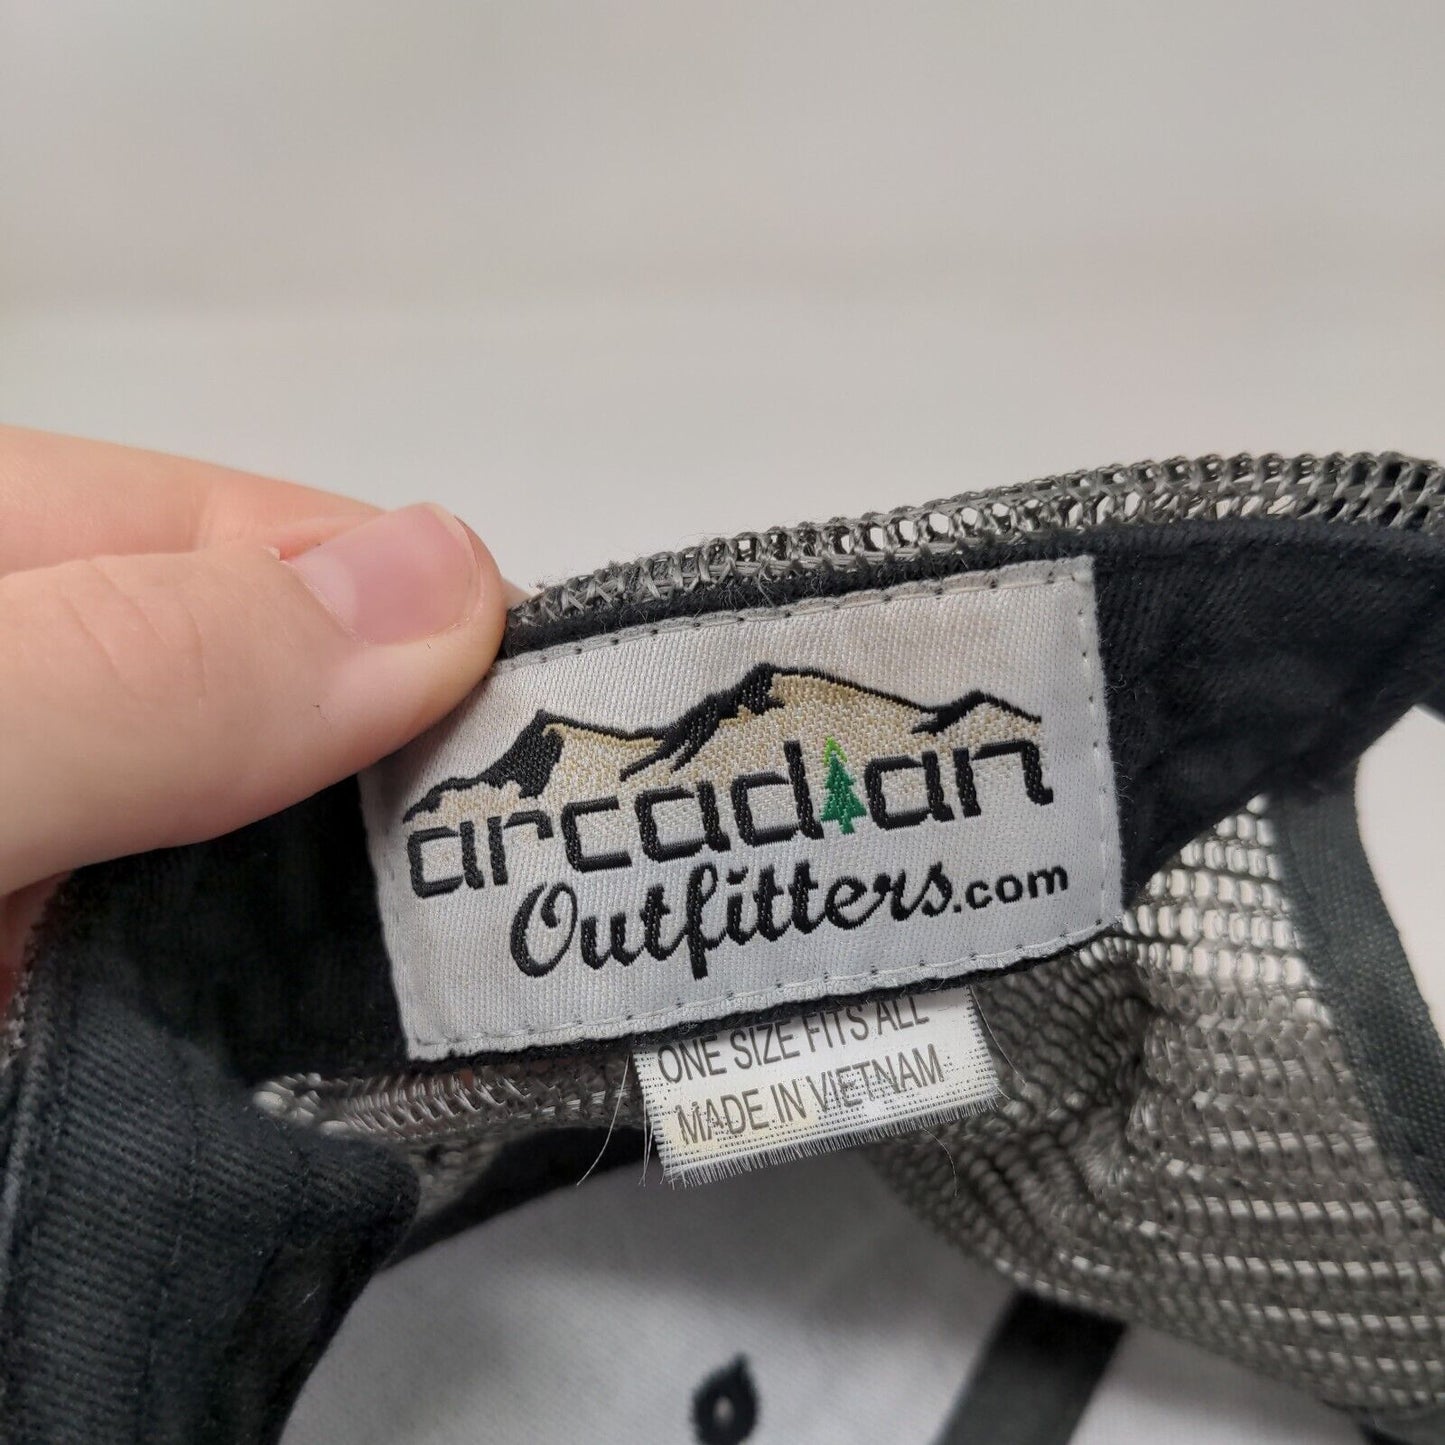 arcadian
Outfitters.com
ONE SIZE FITS ALL
MADE IN VIETNAM